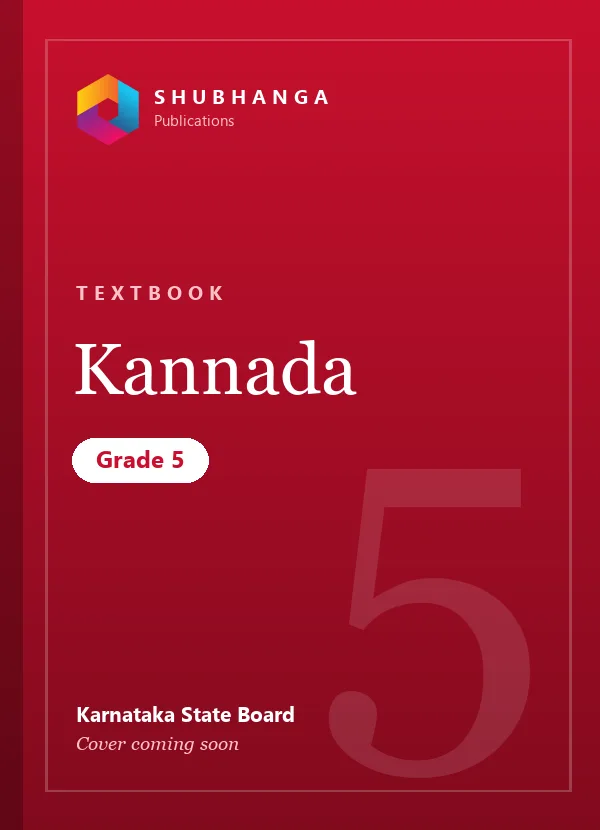 SHUBHANGA
Publications
TEXTBOOK
Kannada
Grade 5
5
Karnataka State Board
Cover coming soon